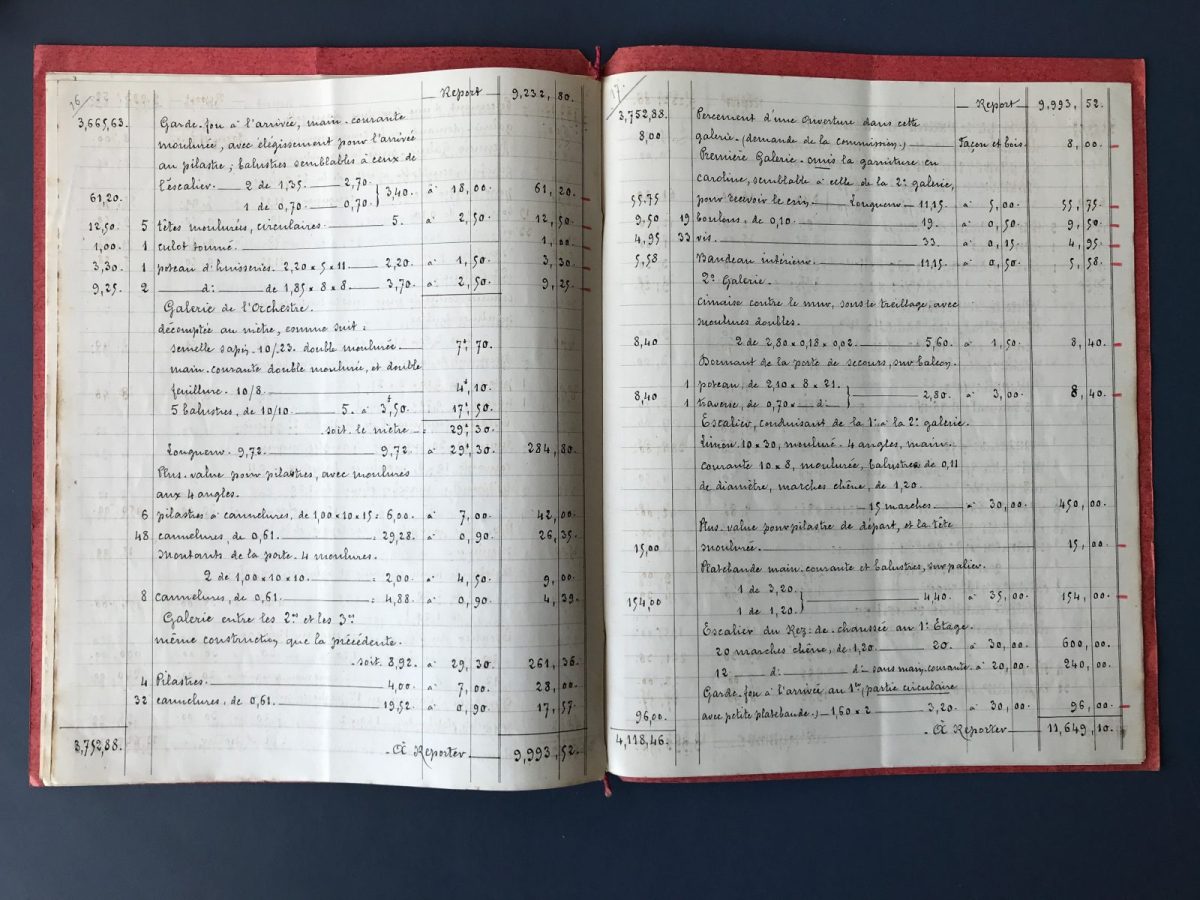 16/
Report 9,232, 80.
3,665,63. Garde-fou à l'arrivée, main-courante
moulurée, avec élégissement pour l'arrivée
au pilastre; balustres semblables à ceux de
l'escalier. 2 de 1,35. 2,70.
61,20. 1 de 0,70. 0,70. } 3,40. à 18,00. 61, 20.
12,50. 5 têtes moulurées, circulaires. 5. à 2,50. 12, 50.
1,00. 1 culot tourné. 1, 00.
3,30. 1 poteau d'huisseries. 2,20 x 5 x 11 2,20. à 1,50. 3, 30.
9,25. 2 d: de 1,85 x 8 x 8. 3,70. à 2,50. 9, 25.
Galerie de l'Orchestre.
décomptée au mètre, comme suit:
semelle sapin 10/23. double moulurée. 7f, 70.
main-courante double moulurée, et double
feuillure. 10/8. 4f, 10.
5 balustres, de 10/10 5. à 3f,50. 17f, 50.
soit le mètre = 29f, 30.
Longueur 9,72. 9,72. à 29f, 30. 284, 80.
Plus-value pour pilastres, avec moulures
aux 4 angles.
6 pilastres à cannelures, de 1,00 x 10 x 15 = 6,00. à 7,00. 42, 00.
48 cannelures, de 0,61. = 29,28. à 0,90. 26, 35.
Montants de la porte. 4 moulures.
2 de 1,00 x 10 x 10. = 2,00. à 4,50. 9, 00.
8 cannelures, de 0,61. = 4,88. à 0,90. 4, 39.
Galerie entre les 2mes et les 3mes
même construction que la précédente.
soit. 8,92. à 29,30. 261, 36.
4 Pilastres. 4,00. à 7,00. 28, 00.
32 cannelures, de 0,61. 19,52. à 0,90. 17, 57.
3,752,88. À Reporter 9,993, 52.
17.
Report 9,993, 52.
3,752,88. Percement d'une Ouverture dans cette
8,00 galerie (demande de la commission.) Façon et bois. 8, 00.
Première Galerie - omis la garniture en
caroline, semblable à celle de la 2e galerie,
55.75 pour recevoir le crin. Longueur 11,15. à 5,00. 55, 75.
9,50 19 boulons, de 0,10. 19. à 0,50. 9, 50.
4,95 33 vis. 33. à 0,15. 4, 95.
5,58 Bandeau intérieur. 11,15. à 0,50. 5, 58.
2e Galerie.
Cimaise contre le mur, sous le treillage, avec
moulures doubles.
8,40 2 de 2,80 x 0,18 x 0,02. 5,60. à 1,50. 8, 40.
Dormant de la porte de secours, sur balcon.
1 poteau, de 2,10 x 8 x 21.
8,40 1 traverse, de 0,70 x d: } 2,80. à 3,00. 8, 40.
Escalier, conduisant de la 1e à la 2e galerie.
Limon 10 x 30, mouluré 4 angles, main-
courante 10 x 8, moulurée, balustres de 0,11
de diamètre, marches chêne, de 1,20.
15 marches à 30,00. 450, 00.
Plus-value pour pilastre de départ, et la tête
15,00 moulurée. 15, 00.
Platebande main-courante et balustres, sur palier.
1 de 3,20.
154,00 1 de 1,20. } 4,40. à 35,00. 154, 00.
Escalier du Rez-de-chaussée au 1e Étage.
20 marches chêne, de 1,20. 20. à 30,00. 600, 00.
12 d: d: sans main-courante à 20,00. 240, 00.
Garde-fou à l'arrivée au 1er, partie circulaire
96,00. avec petite platebande.) 1,60 x 2 3,20. à 30,00. 96, 00.
4,118,46. À Reporter 11,649, 10.